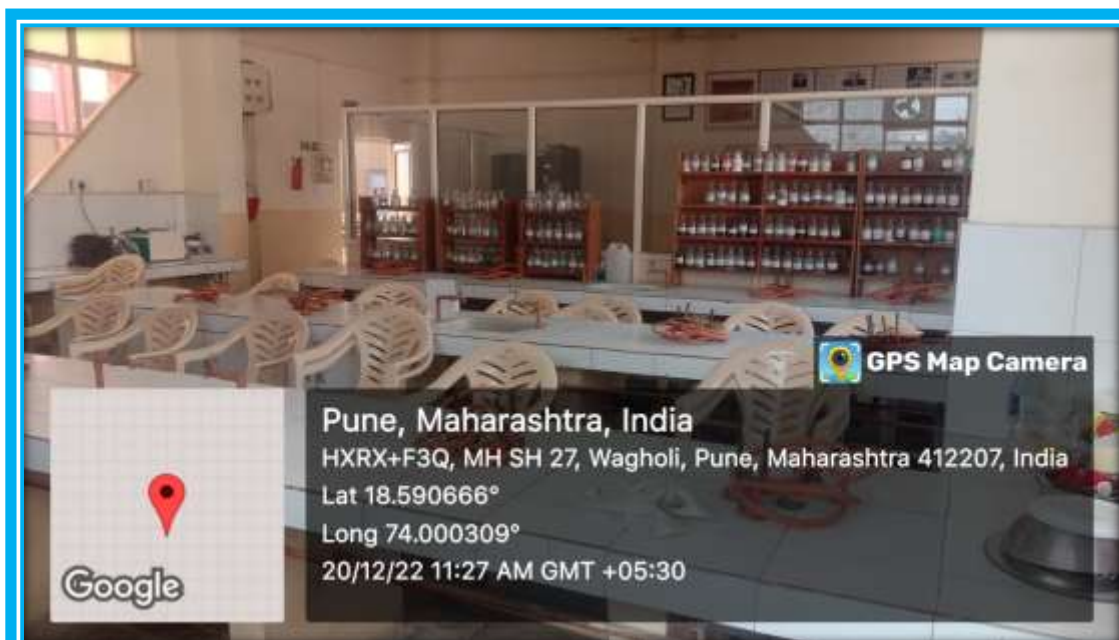 GPS Map Camera
Pune, Maharashtra, India
HXRX+F3Q, MH SH 27, Wagholi, Pune, Maharashtra 412207, India
Lat 18.590666°
Long 74.000309°
20/12/22 11:27 AM GMT +05:30
Google